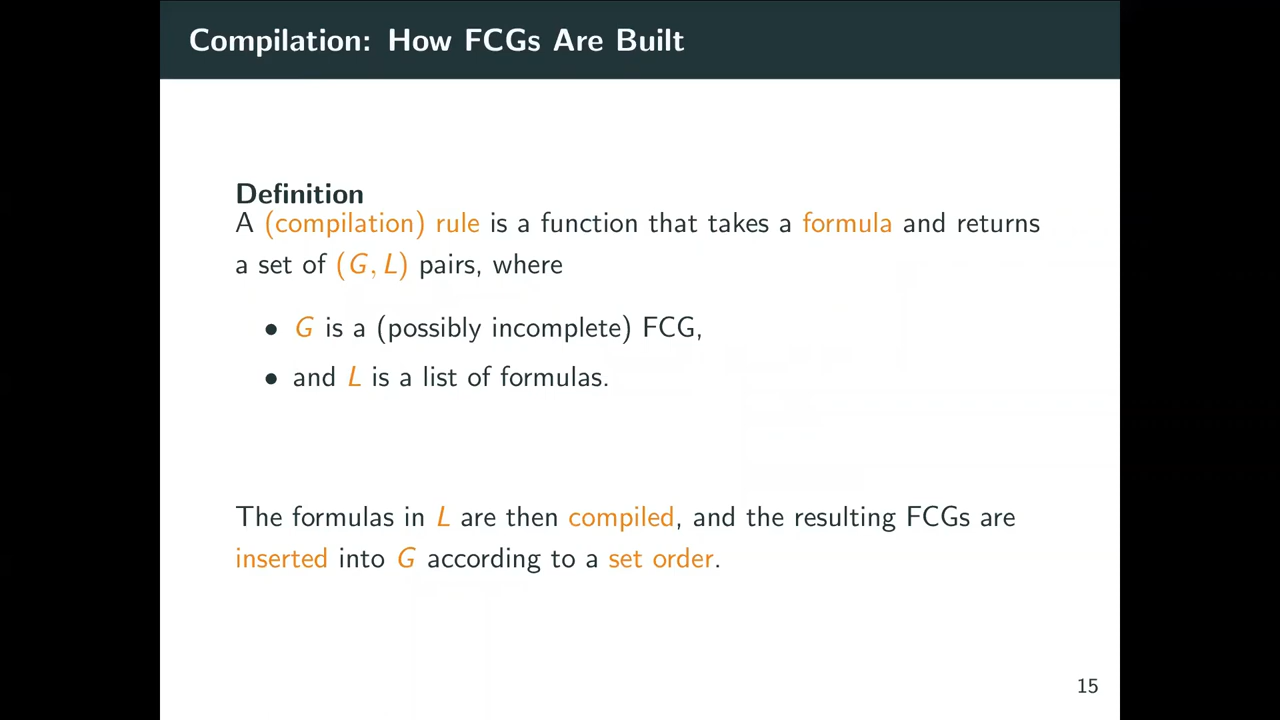 Compilation: How FCGs Are Built
Definition
A (compilation) rule is a function that takes a formula and returns
a set of (G, L) pairs, where
• G is a (possibly incomplete) FCG,
• and L is a list of formulas.
The formulas in L are then compiled, and the resulting FCGs are
inserted into G according to a set order.
15